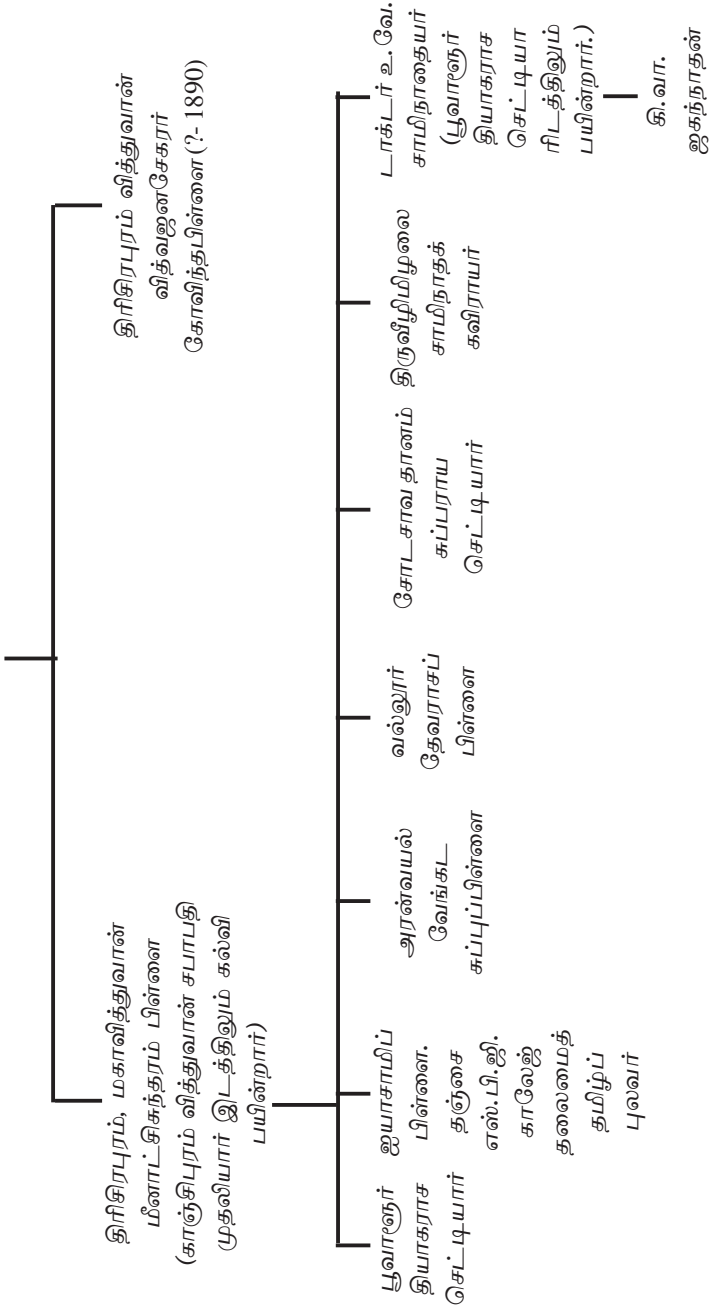 திரிசிரபுரம், மகாவித்துவான்
மீனாட்சிசுந்தரம் பிள்ளை
(காஞ்சிபுரம் வித்துவான் சபாபதி
முதலியார் இடத்திலும் கல்வி
பயின்றார்)
திரிசிரபுரம் வித்துவான்
வித்வஜனசேகரர்
கோவிந்தபிள்ளை (?- 1890)
பூவாளூர்
தியாகராச
செட்டியார்
ஐயாசாமிப்
பிள்ளை.
தஞ்சை
எஸ்.பி.ஜி.
காலேஜ்
தலைமைத்
தமிழ்ப்
புலவர்
அரன்வயல்
வேங்கட
சுப்புப்பிள்ளை
வல்லூர்
தேவராசப்
பிள்ளை
சோடசாவதானம்
சுப்பராய
செட்டியார்
திருவீழிமிழலை
சாமிநாதக்
கவிராயர்
டாக்டர் உ. வே.
சாமிநாதையர்
(பூவாளூர்
தியாகராச
செட்டியா
ரிடத்திலும்
பயின்றார்.)
கி.வா.
ஜகந்நாதன்